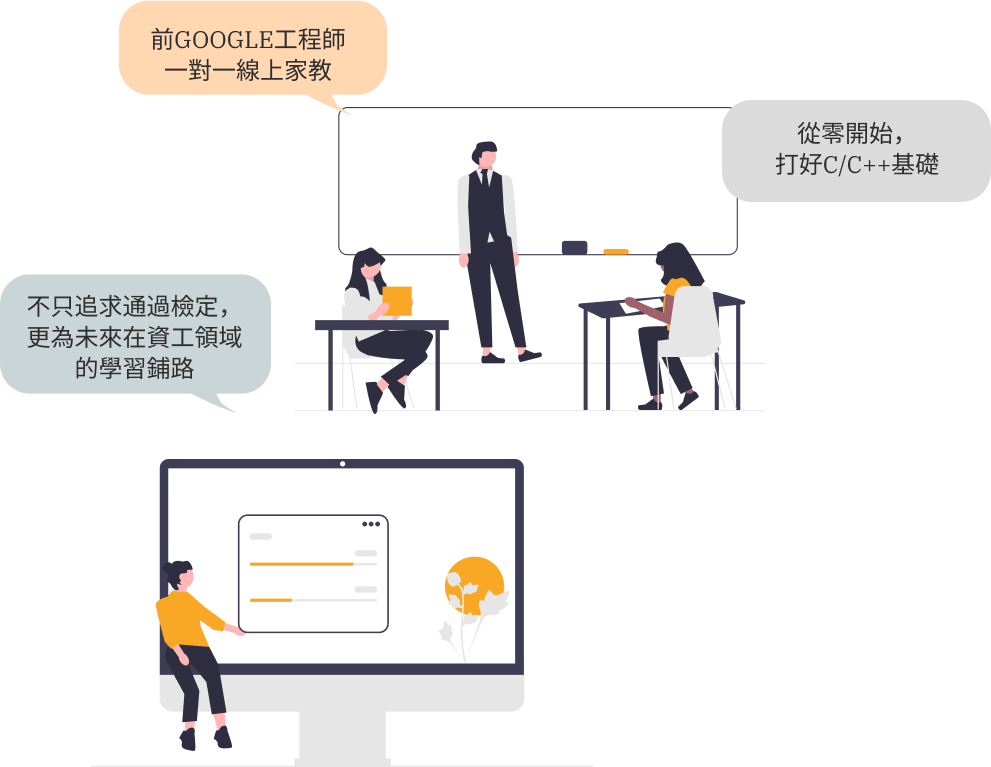 前GOOGLE工程師
一對一線上家教
從零開始，
打好C/C++基礎
不只追求通過檢定，
更為未來在資工領域
的學習鋪路